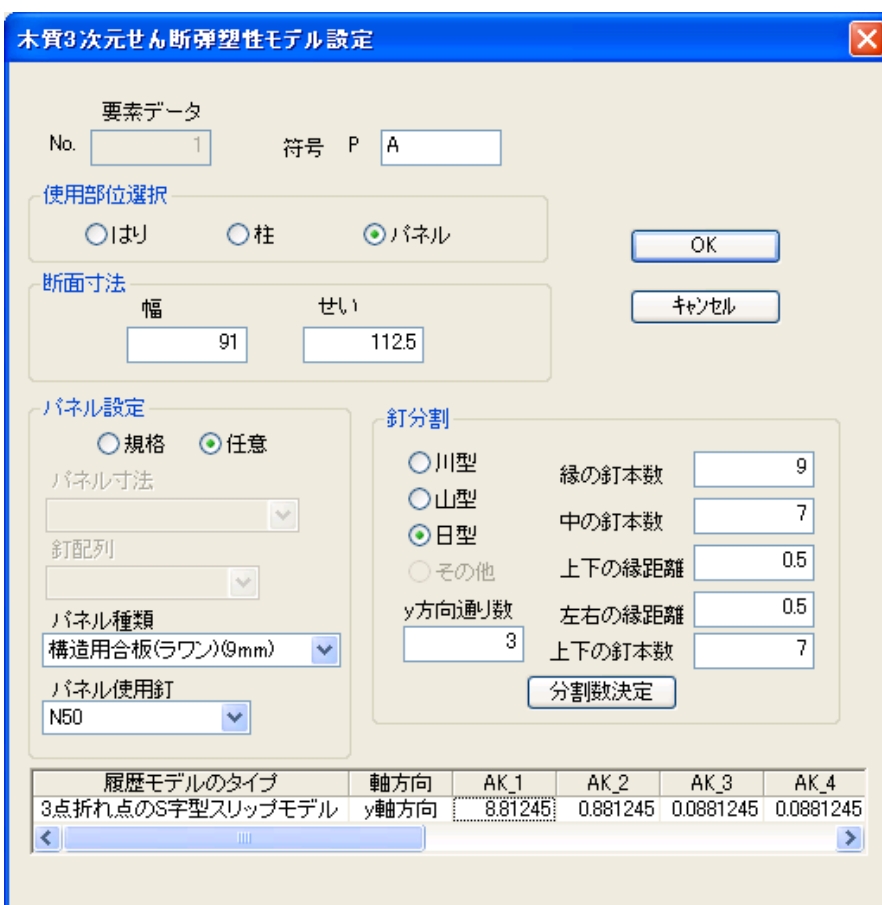 木質3次元せん断弾塑性モデル設定
要素データ
No. 1 符号 P A
使用部位選択
はり 柱 パネル
OK
断面寸法
幅 せい
キャンセル
91 112.5
パネル設定
規格 任意
パネル寸法
釘配列
パネル種類
構造用合板(ラワン)(9mm)
パネル使用釘
N50
釘分割
川型
山型
日型
その他
y方向通り数
3
縁の釘本数 9
中の釘本数 7
上下の縁距離 0.5
左右の縁距離 0.5
上下の釘本数 7
分割数決定
履歴モデルのタイプ 軸方向 AK_1 AK_2 AK_3 AK_4
3点折れ点のS字型スリップモデル y軸方向 8.81245 0.881245 0.0881245 0.0881245